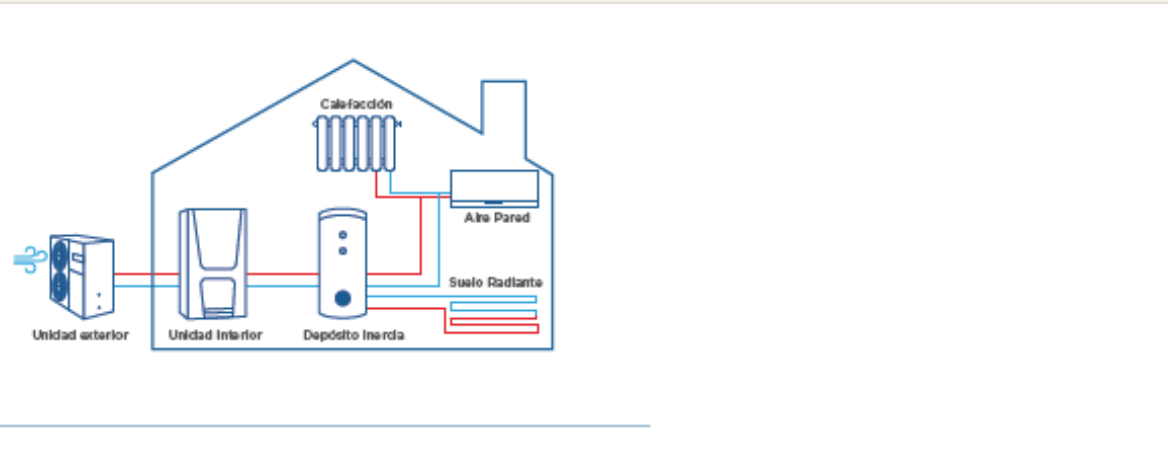 Calefacción
Aire Pared
Suelo Radiante
Unidad exterior
Unidad Interior
Depósito Inercia